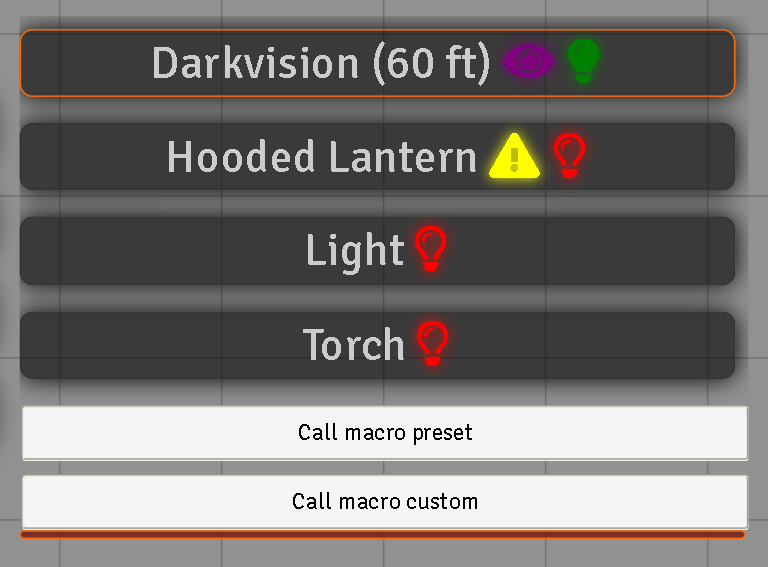 Darkvision (60 ft)
Hooded Lantern
Light
Torch
Call macro preset
Call macro custom